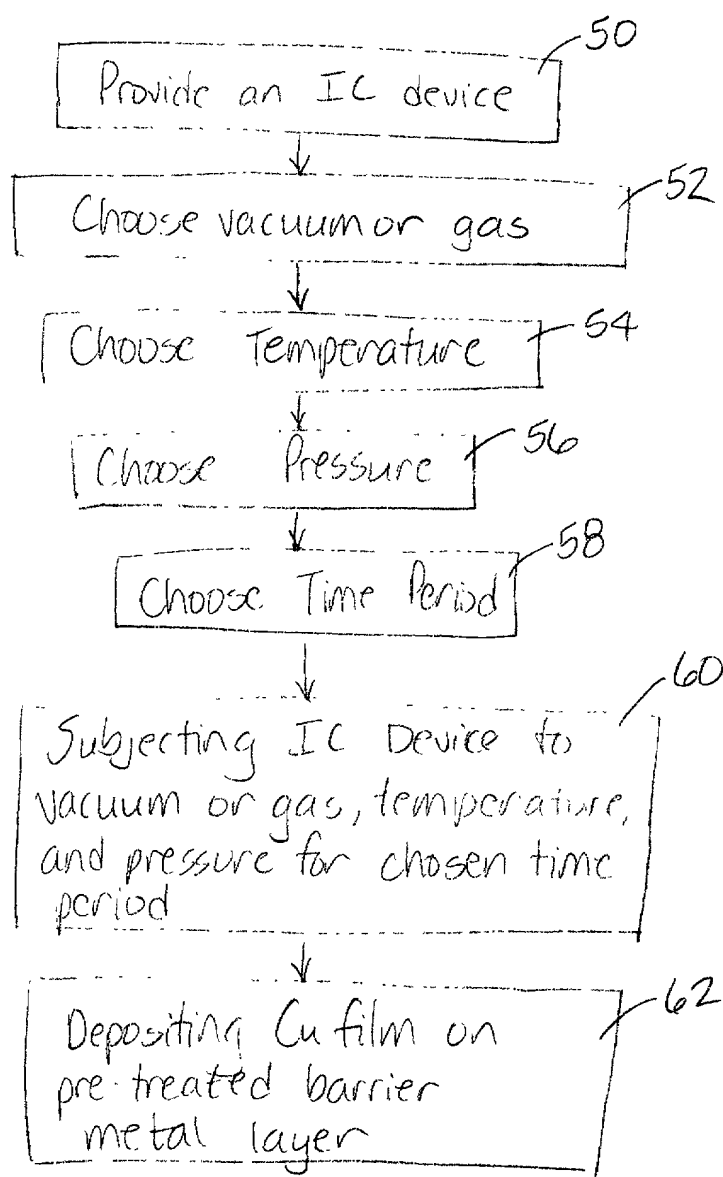 50
Provide an IC device
52
Choose vacuum or gas
54
Choose Temperature
56
Choose Pressure
58
Choose Time Period
60
Subjecting IC Device to
vacuum or gas, temperature,
and pressure for chosen time
period
62
Depositing Cu film on
pre-treated barrier
metal layer